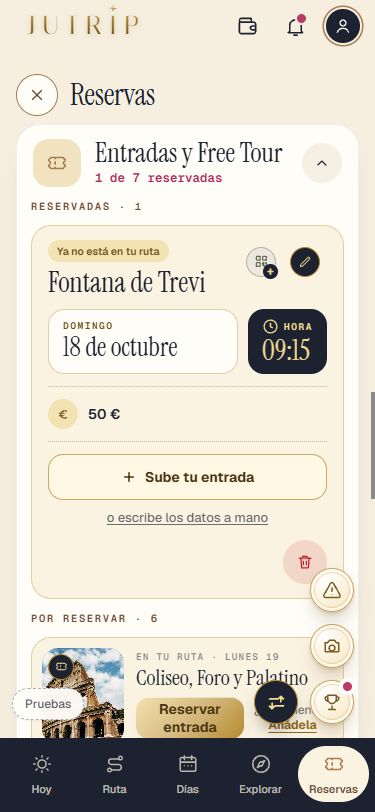 JUTRIP
Reservas
Entradas y Free Tour
1 de 7 reservadas
RESERVADAS · 1
Ya no está en tu ruta
Fontana de Trevi
DOMINGO
18 de octubre
HORA
09:15
€ 50 €
+ Sube tu entrada
o escribe los datos a mano
POR RESERVAR · 6
EN TU RUTA · LUNES 19
Coliseo, Foro y Palatino
Reservar
entrada
Añádela
Pruebas
Hoy
Ruta
Días
Explorar
Reservas